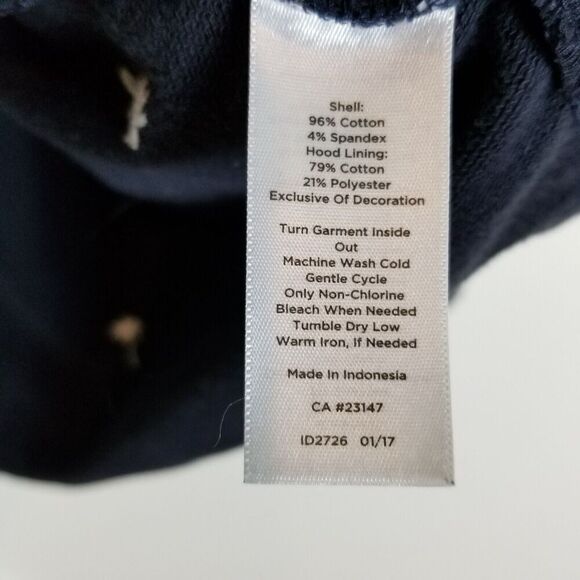 Shell:
96% Cotton
4% Spandex
Hood Lining:
79% Cotton
21% Polyester
Exclusive Of Decoration
Turn Garment Inside
Out
Machine Wash Cold
Gentle Cycle
Only Non-Chlorine
Bleach When Needed
Tumble Dry Low
Warm Iron, If Needed
Made in Indonesia
CA #23147
ID2726 01/17